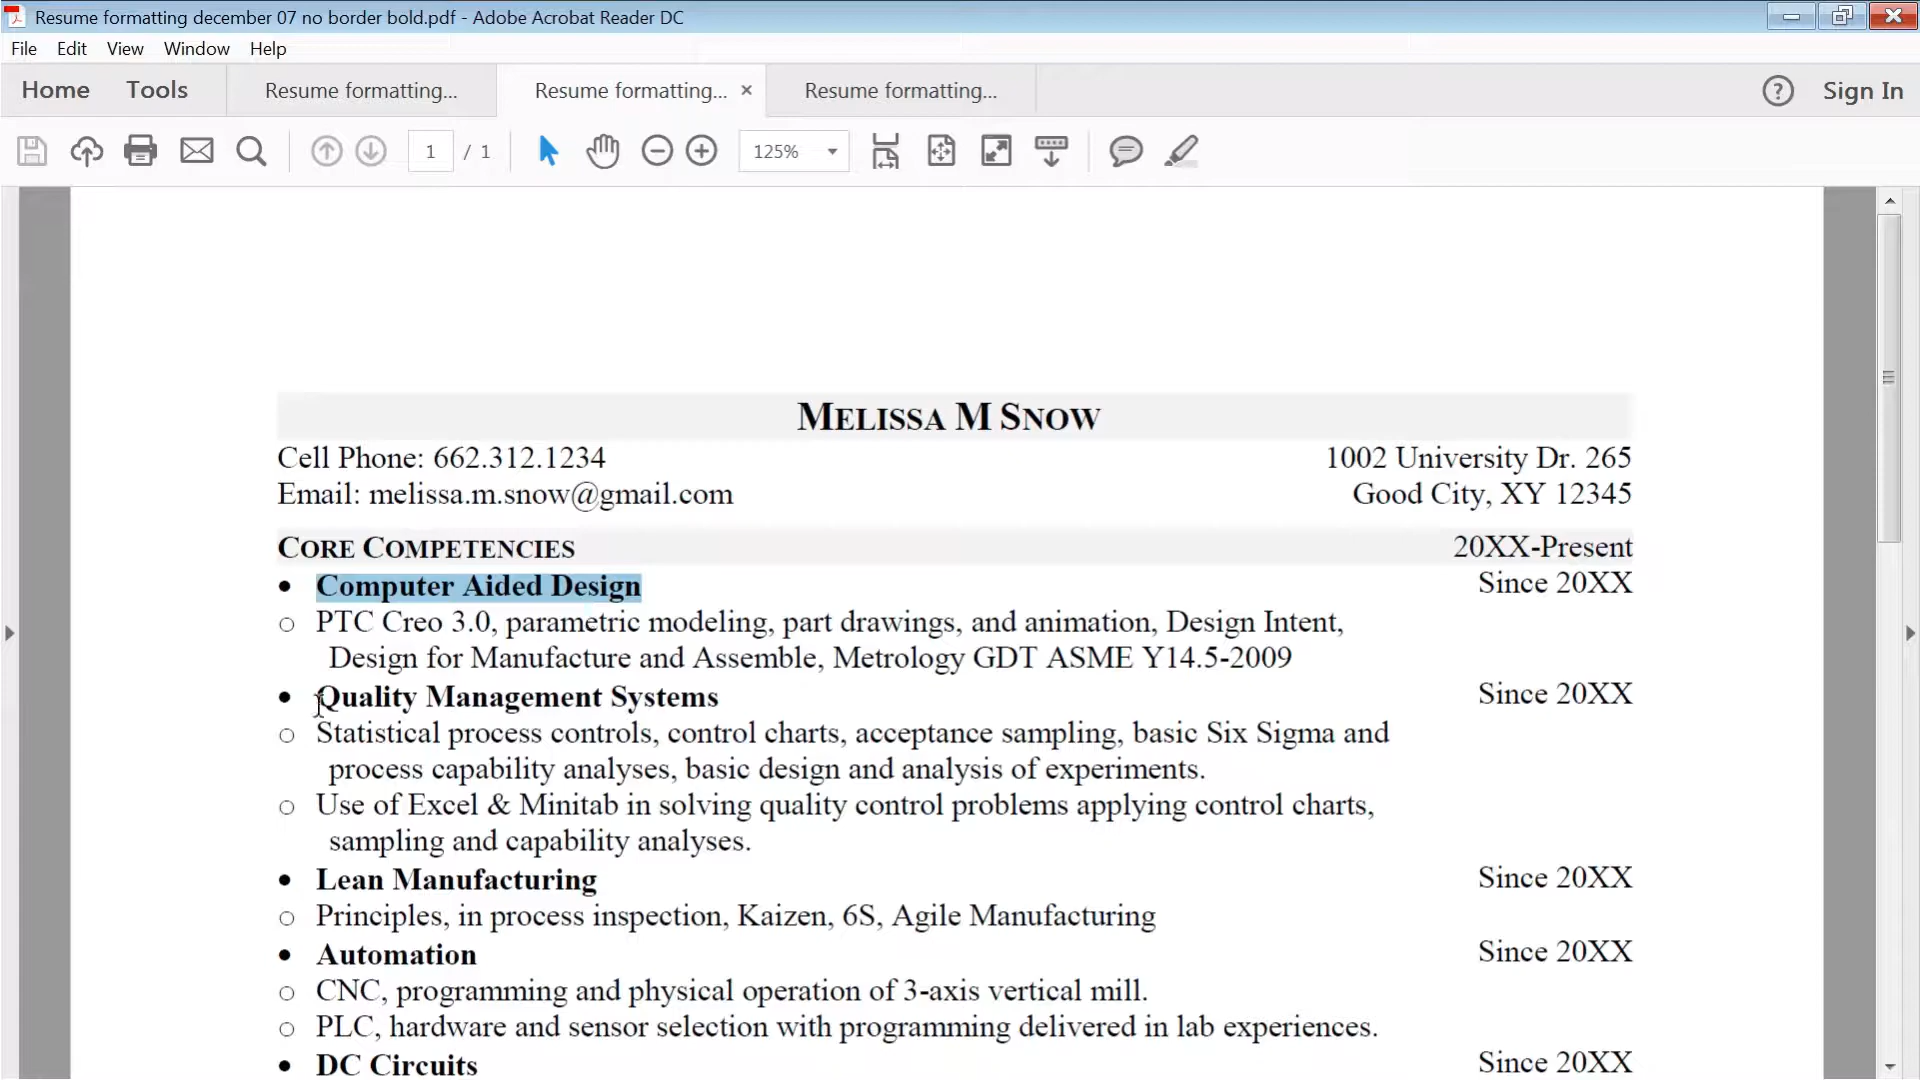 Resume formatting december 07 no border bold.pdf - Adobe Acrobat Reader DC
File Edit View Window Help
Home Tools Resume formatting... Resume formatting... × Resume formatting... ? Sign In
1 / 1 125%
MELISSA M SNOW
Cell Phone: 662.312.1234 1002 University Dr. 265
Email: melissa.m.snow@gmail.com Good City, XY 12345
CORE COMPETENCIES 20XX-Present
• Computer Aided Design Since 20XX
○ PTC Creo 3.0, parametric modeling, part drawings, and animation, Design Intent,
Design for Manufacture and Assemble, Metrology GDT ASME Y14.5-2009
• Quality Management Systems Since 20XX
○ Statistical process controls, control charts, acceptance sampling, basic Six Sigma and
process capability analyses, basic design and analysis of experiments.
○ Use of Excel & Minitab in solving quality control problems applying control charts,
sampling and capability analyses.
• Lean Manufacturing Since 20XX
○ Principles, in process inspection, Kaizen, 6S, Agile Manufacturing
• Automation Since 20XX
○ CNC, programming and physical operation of 3-axis vertical mill.
○ PLC, hardware and sensor selection with programming delivered in lab experiences.
• DC Circuits Since 20XX